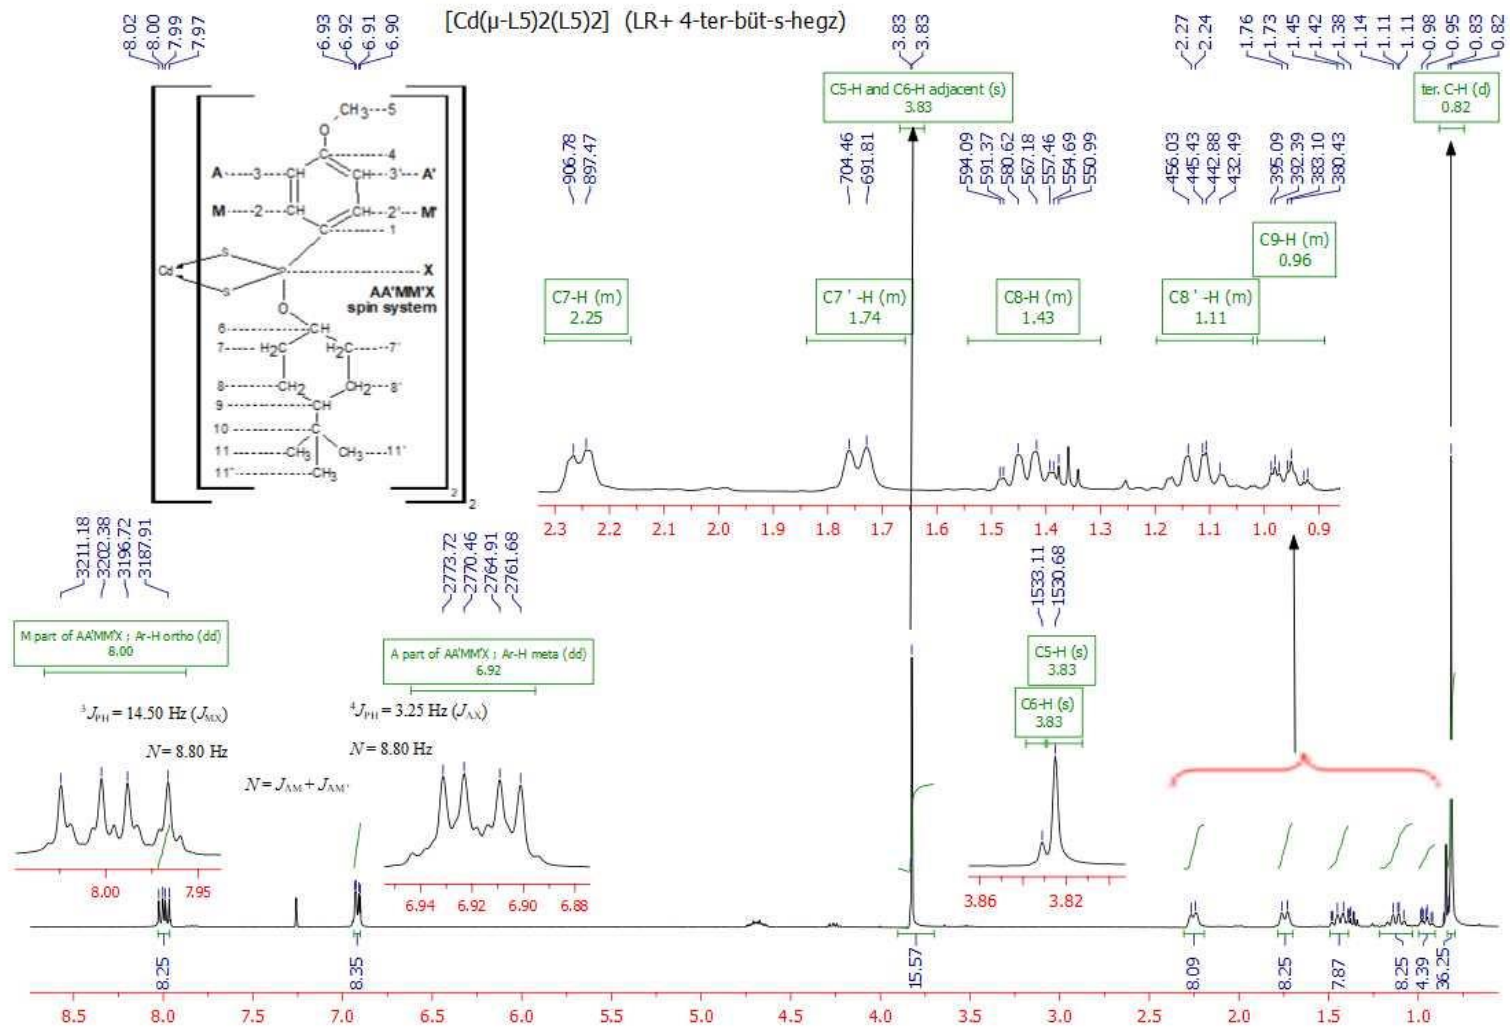 [Cd(μ-L5)2(L5)2] (LR+ 4-ter-büt-s-hegz)
8.02
8.00
7.99
7.97
6.93
6.92
6.91
6.90
3.83
3.83
2.27
2.24
1.76
1.73
1.45
1.42
1.38
1.14
1.11
1.11
0.98
0.95
0.83
0.82
C5-H and C6-H adjacent (s)
3.83
ter. C-H (d)
0.82
906.78
897.47
704.46
691.81
594.09
591.37
580.62
567.18
557.46
554.69
550.99
456.03
445.43
442.88
432.49
395.09
392.39
383.10
380.43
C7-H (m)
2.25
C7 ' -H (m)
1.74
C8-H (m)
1.43
C8 ' -H (m)
1.11
C9-H (m)
0.96
CH3---5
O
C 4
A 3 CH CH 3' A'
M 2 CH CH 2' M'
C 1
S
Cd P X
S
AA'MM'X
spin system
O
6 CH
7 H2C H2C 7'
8 CH2 CH2 8'
9 CH
10 C
11 CH3 CH3 11'
11" CH3
2
2
2.3 2.2 2.1 2.0 1.9 1.8 1.7 1.6 1.5 1.4 1.3 1.2 1.1 1.0 0.9
3211.18
3202.38
3196.72
3187.91
2773.72
2770.46
2764.91
2761.68
1533.11
1530.68
M part of AA'MM'X ; Ar-H ortho (dd)
8.00
A part of AA'MM'X ; Ar-H meta (dd)
6.92
C5-H (s)
3.83
C6-H (s)
3.83
³JPH = 14.50 Hz (JMX)
N = 8.80 Hz
⁴JPH = 3.25 Hz (JAX)
N = 8.80 Hz
N = JAM + JAM'
8.00 7.95
6.94 6.92 6.90 6.88
3.86 3.82
8.25
8.35
15.57
8.09
8.25
7.87
8.25
4.39
36.25
8.5 8.0 7.5 7.0 6.5 6.0 5.5 5.0 4.5 4.0 3.5 3.0 2.5 2.0 1.5 1.0